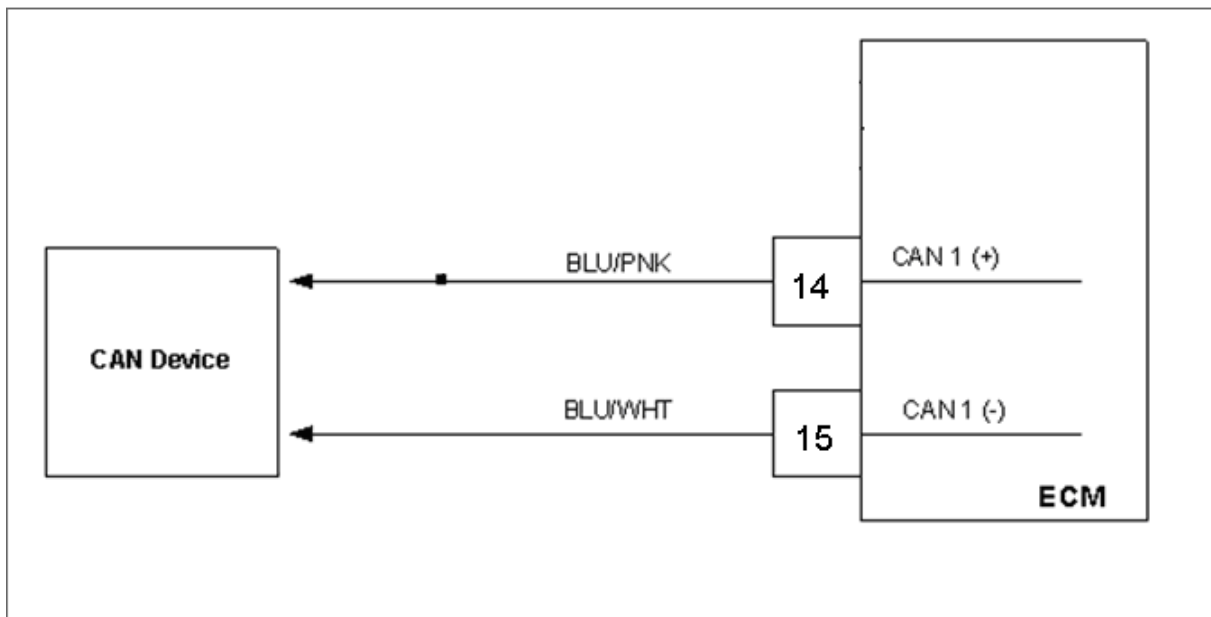 BLU/PNK
14
CAN 1 (+)
CAN Device
BLU/WHT
15
CAN 1 (-)
ECM